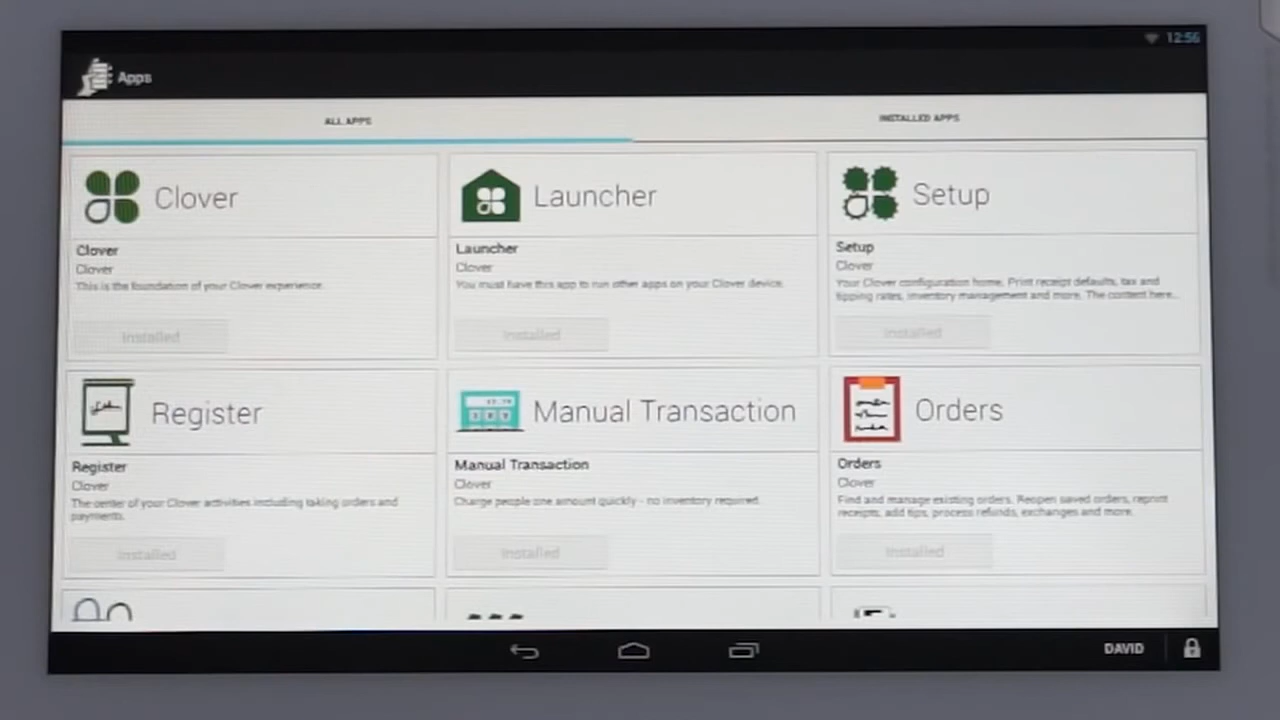 12:56
Apps
ALL APPS
INSTALLED APPS
Clover
Launcher
Setup
Clover
Clover
This is the foundation of your Clover experience.
Installed
Launcher
Clover
You must have this app to run other apps on your Clover device.
Installed
Setup
Clover
Your Clover configuration home. Print receipt defaults, tax and
tipping rates, inventory management and more. The content here...
Installed
Register
Manual Transaction
Orders
Register
Clover
The center of your Clover activities including taking orders and
payments.
Installed
Manual Transaction
Clover
Charge people one amount quickly - no inventory required.
Installed
Orders
Clover
Find and manage existing orders. Reopen saved orders, reprint
receipts, add tips, process refunds, exchanges and more.
Installed
DAVID